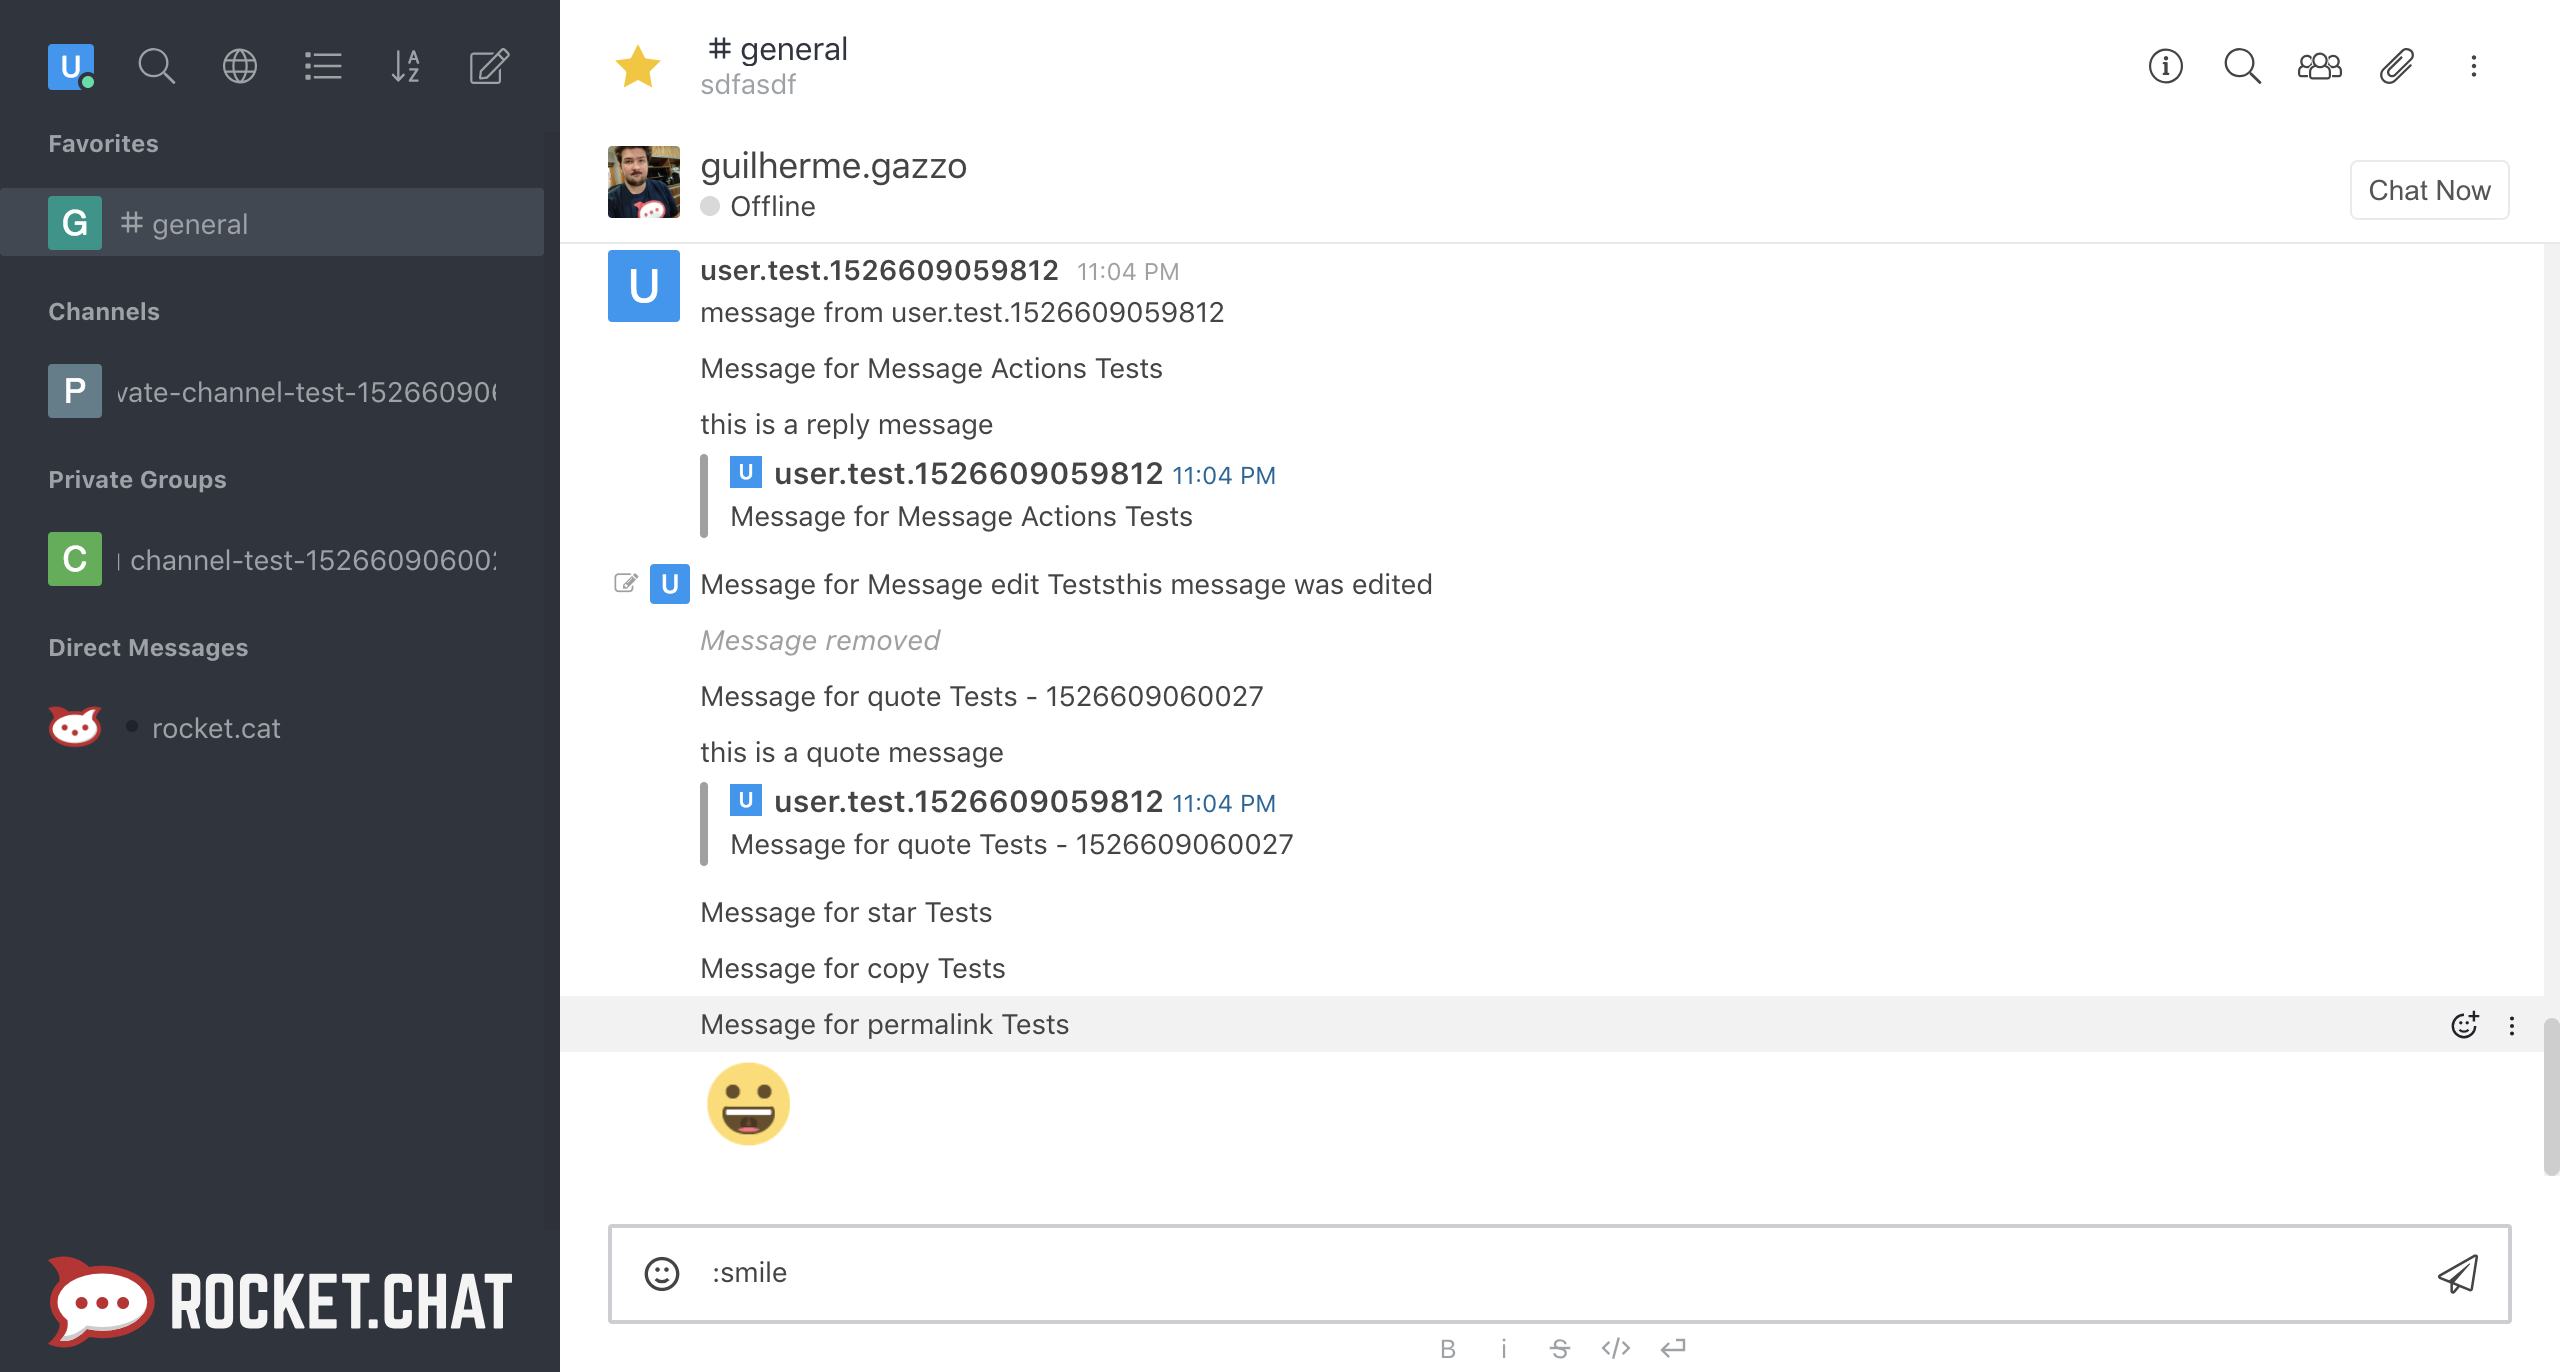 U
Favorites
G # general
Channels
P vate-channel-test-15266090
Private Groups
C channel-test-152660906002
Direct Messages
rocket.cat
ROCKET.CHAT
# general
sdfasdf
guilherme.gazzo
Offline
Chat Now
U user.test.1526609059812 11:04 PM
message from user.test.1526609059812
Message for Message Actions Tests
this is a reply message
U user.test.1526609059812 11:04 PM
Message for Message Actions Tests
U Message for Message edit Teststhis message was edited
Message removed
Message for quote Tests - 1526609060027
this is a quote message
U user.test.1526609059812 11:04 PM
Message for quote Tests - 1526609060027
Message for star Tests
Message for copy Tests
Message for permalink Tests
:smile
B i S </>